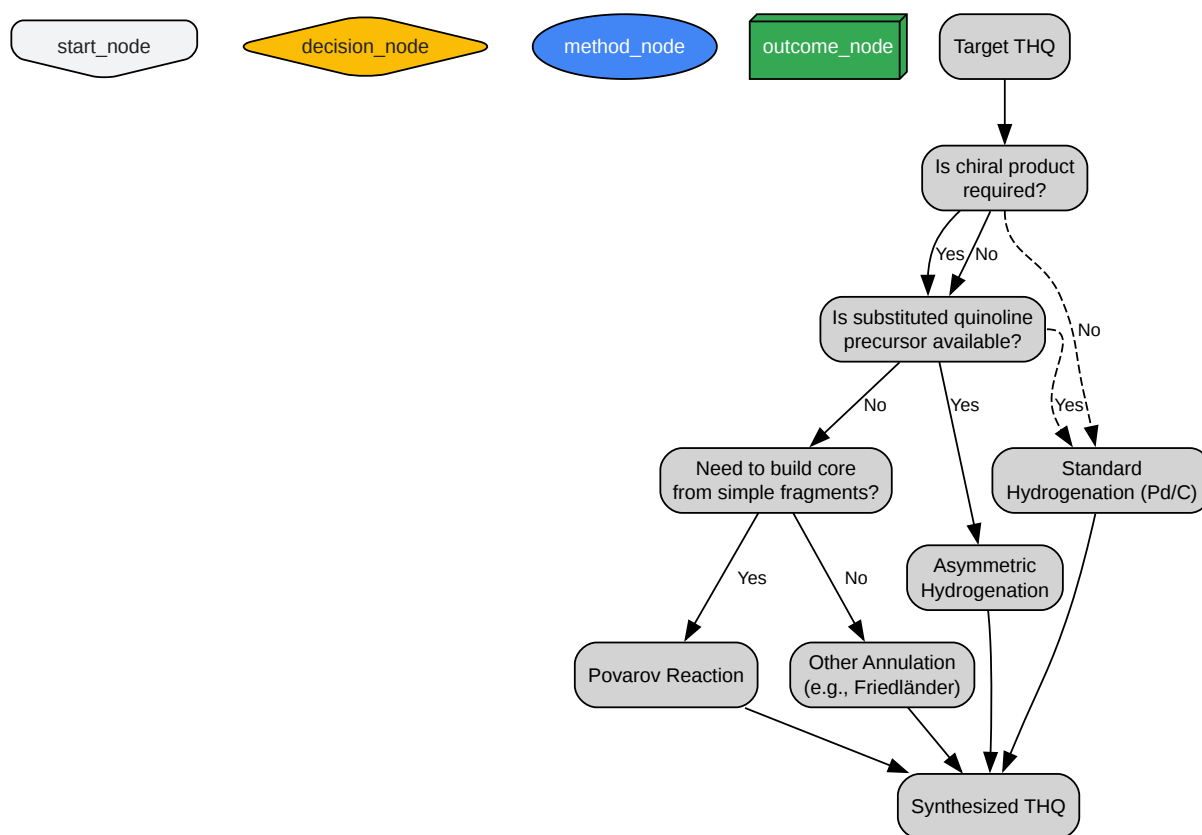 start_node
decision_node
method_node
outcome_node
Target THQ
Is chiral product
required?
Yes
No
Is substituted quinoline
precursor available?
No
No
Yes
Yes
Need to build core
from simple fragments?
Standard
Hydrogenation (Pd/C)
Yes
No
Asymmetric
Hydrogenation
Povarov Reaction
Other Annulation
(e.g., Friedländer)
Synthesized THQ